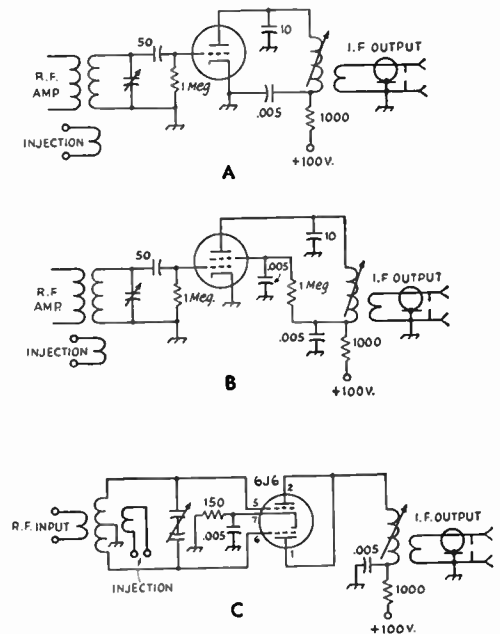 50
10
I.F. OUTPUT
R.F.
AMP
1 Meg
.005
1000
INJECTION
+100V.
A
50
10
.005
1 Meg
I.F. OUTPUT
R.F.
AMP.
1 Meg.
.005
1000
INJECTION
+100V.
B
6J6
2
150
5
7
I.F. OUTPUT
R.F. INPUT
.005
6
.005
1
1000
INJECTION
C
+100V.